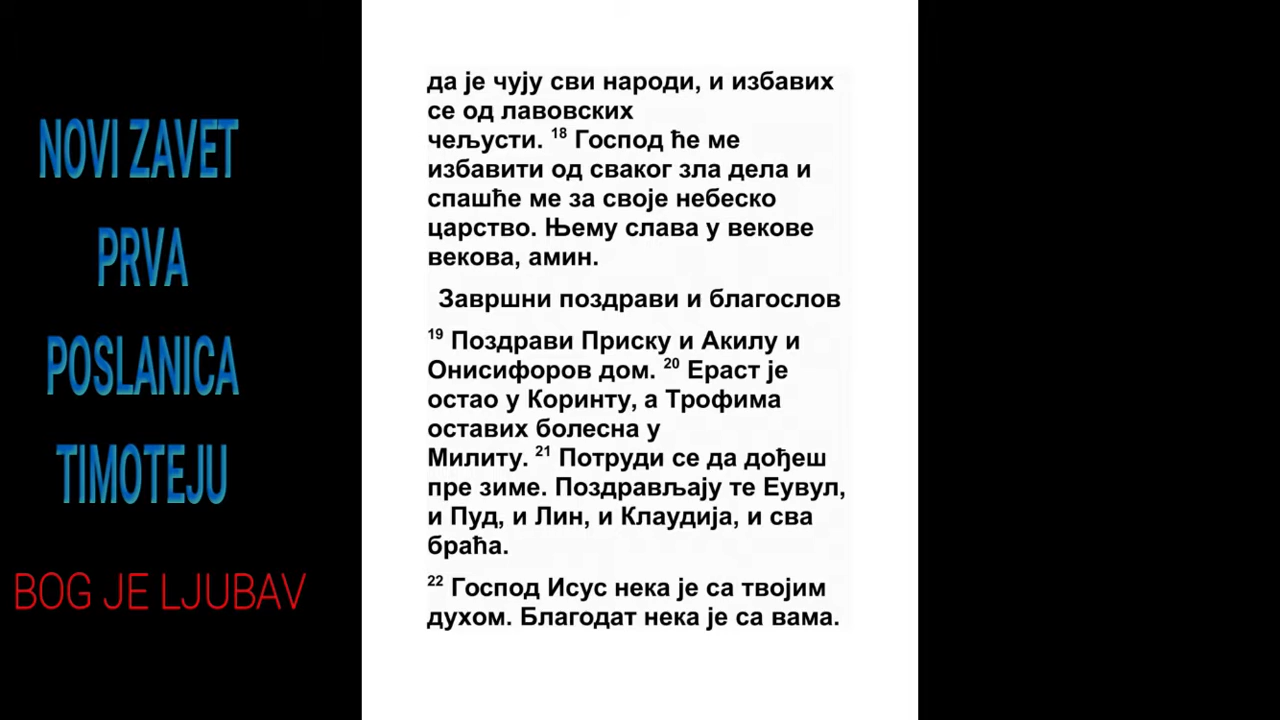 NOVI ZAVET
PRVA
POSLANICA
TIMOTEJU
BOG JE LJUBAV
да је чују сви народи, и избавих
се од лавовских
чељусти. 18 Господ ће ме
избавити од сваког зла дела и
спашће ме за своје небеско
царство. Њему слава у векове
векова, амин.
Завршни поздрави и благослов
19 Поздрави Приску и Акилу и
Онисифоров дом. 20 Ераст је
остао у Коринту, а Трофима
оставих болесна у
Милиту. 21 Потруди се да дођеш
пре зиме. Поздрављају те Еувул,
и Пуд, и Лин, и Клаудија, и сва
браћа.
22 Господ Исус нека је са твојим
духом. Благодат нека је са вама.